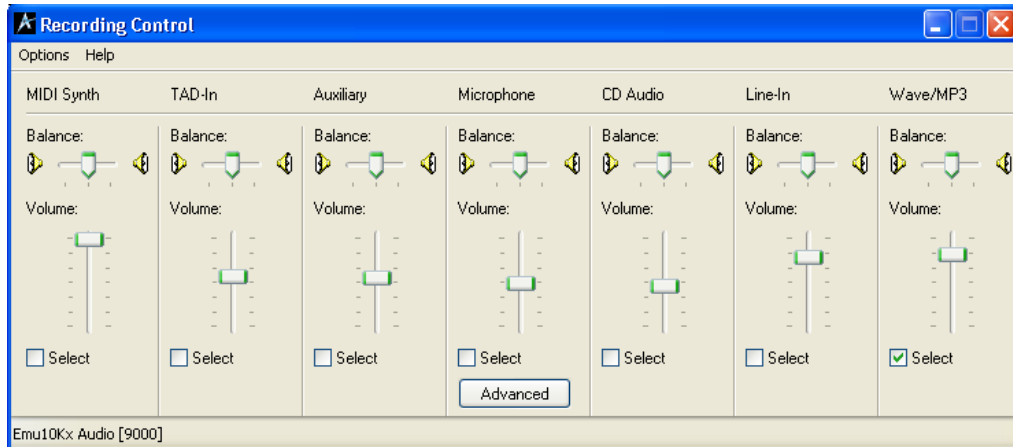 Recording Control
Options Help
MIDI Synth TAD-In Auxiliary Microphone CD Audio Line-In Wave/MP3
Balance: Balance: Balance: Balance: Balance: Balance: Balance:
Volume: Volume: Volume: Volume: Volume: Volume: Volume:
Select Select Select Select Select Select Select
Advanced
Emu10Kx Audio [9000]